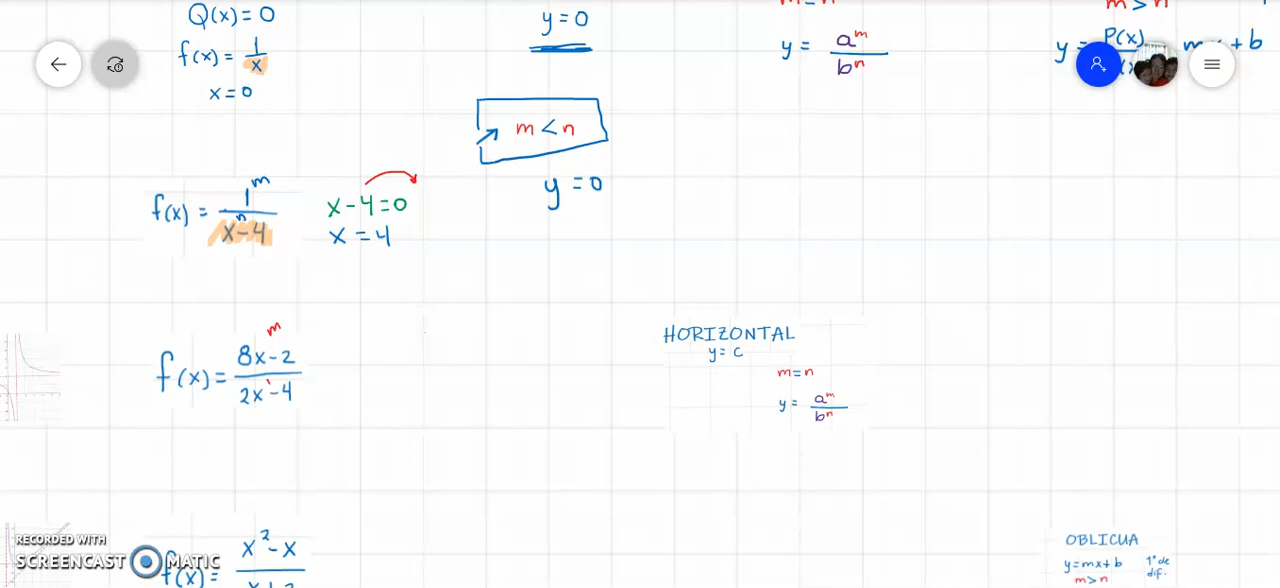 Q(x) = 0
f(x) = 1/x
x = 0
y = 0
m < n
y = 0
y = a^m / b^n
m > n
P(x)
+ b
f(x) = 1^m / x^n - 4
x - 4 = 0
x = 4
m
f(x) = 8x - 2 / 2x - 4
HORIZONTAL
y = c
m = n
y = a^m / b^n
f(x) = x^2 - x
OBLICUA
y = mx + b
1° de dif.
m > n
RECORDED WITH
SCREENCAST MATIC